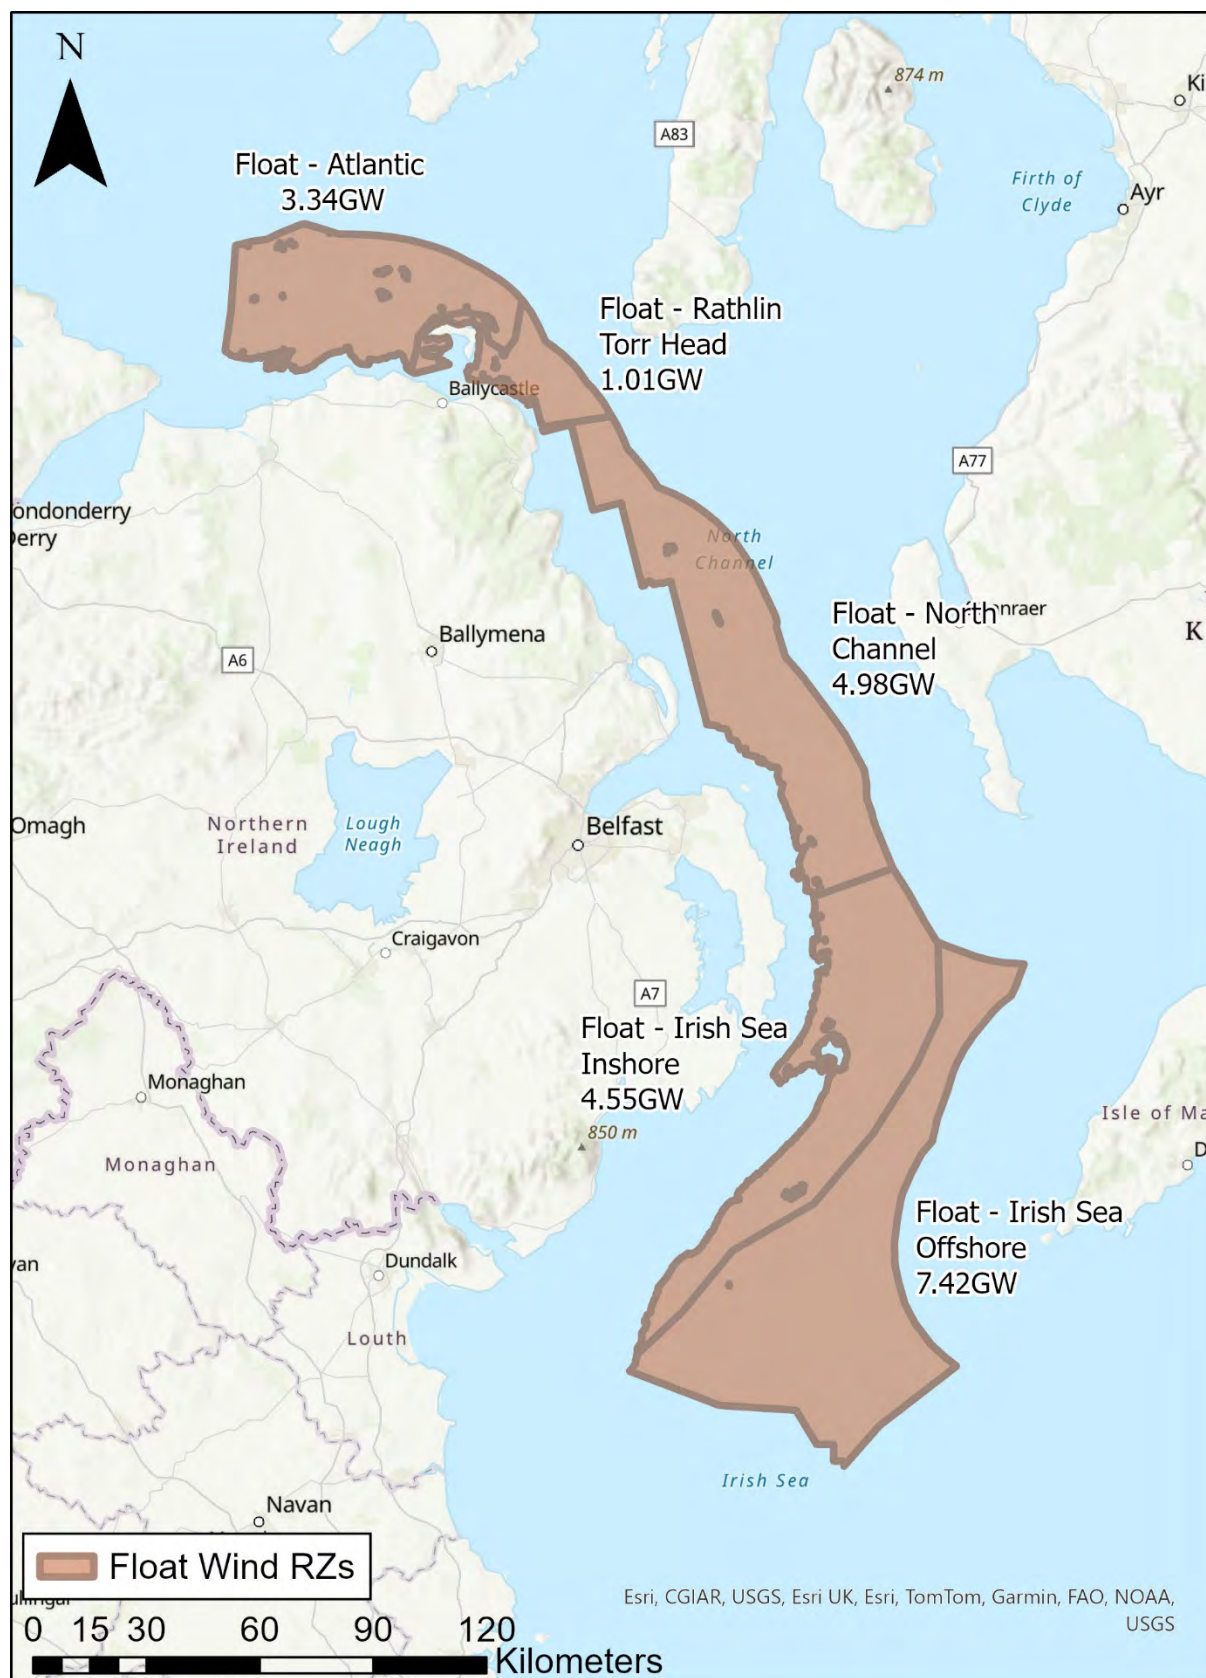 N
874 m
Ki
A83
Float - Atlantic
3.34GW
Firth of
Clyde
Ayr
Float - Rathlin
Torr Head
1.01GW
Ballycastle
A77
öndonderry
Derry
North
Channel
Float - North
Channel
4.98GW
nraer
K
Ballymena
A6
Omagh
Northern
Ireland
Lough
Neagh
Belfast
Craigavon
A7
Float - Irish Sea
Inshore
4.55GW
850 m
Monaghan
Monaghan
Isle of Ma
D
Float - Irish Sea
Offshore
7.42GW
van
Dundalk
Louth
Irish Sea
Navan
Float Wind RZs
Esri, CGIAR, USGS, Esri UK, Esri, TomTom, Garmin, FAO, NOAA,
USGS
0 15 30 60 90 120
Kilometers